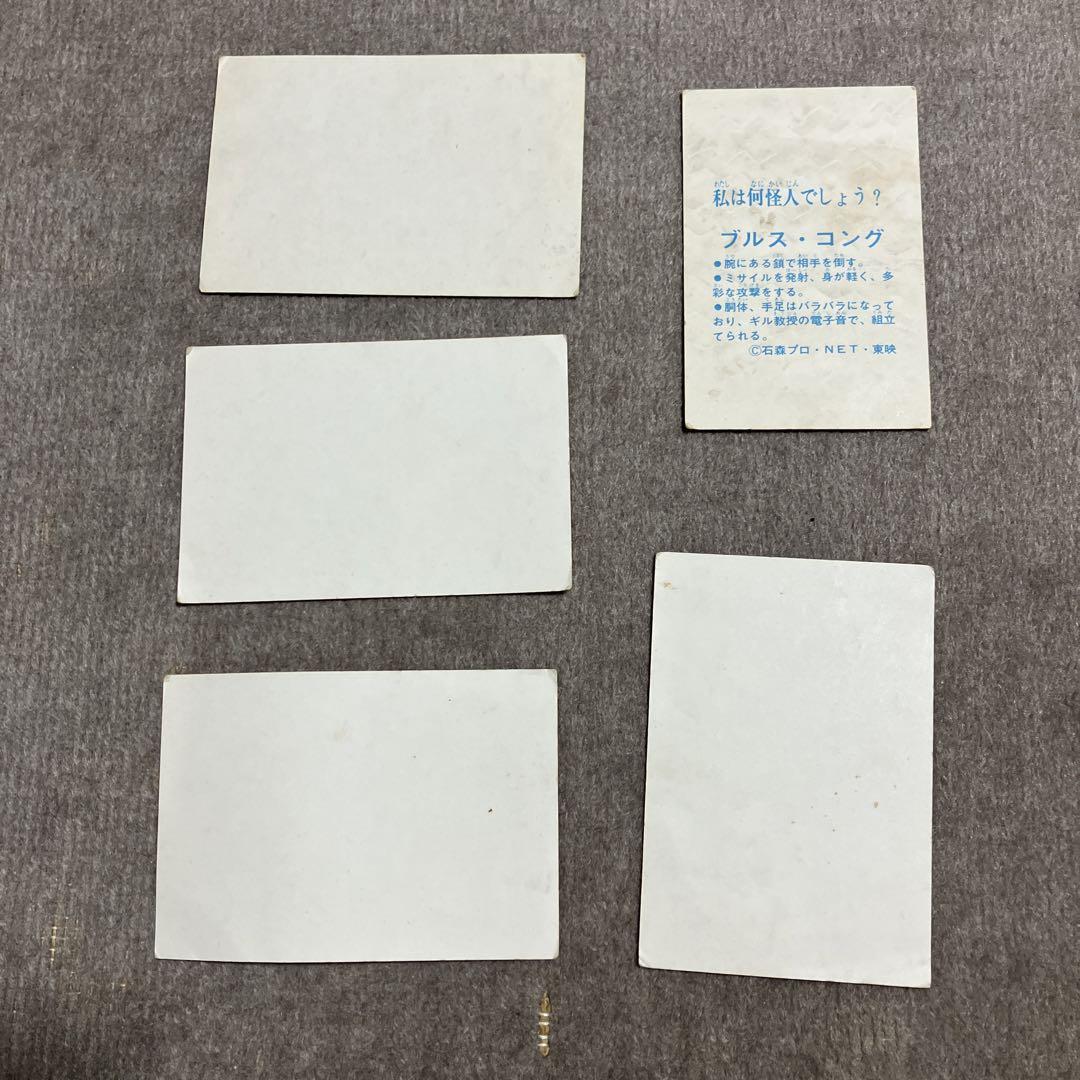 私は何怪人でしょう？
ブルス・コング
●腕にある鎖で相手を倒す。
●ミサイルを発射、身が軽く、多
彩な攻撃をする。
●胴体、手足はバラバラになって
おり、ギル教授の電子音で、組立
てられる。
Ⓒ石森プロ・NET・東映